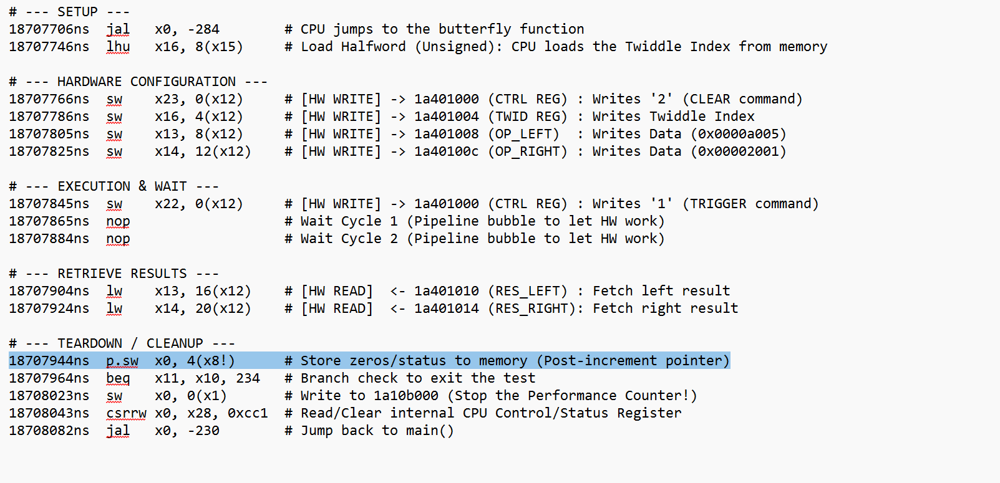 # --- SETUP ---
18707706ns  jal   x0, -284        # CPU jumps to the butterfly function
18707746ns  lhu   x16, 8(x15)     # Load Halfword (Unsigned): CPU loads the Twiddle Index from memory
# --- HARDWARE CONFIGURATION ---
18707766ns  sw    x23, 0(x12)     # [HW WRITE] -> 1a401000 (CTRL REG) : Writes '2' (CLEAR command)
18707786ns  sw    x16, 4(x12)     # [HW WRITE] -> 1a401004 (TWID REG) : Writes Twiddle Index
18707805ns  sw    x13, 8(x12)     # [HW WRITE] -> 1a401008 (OP_LEFT)  : Writes Data (0x0000a005)
18707825ns  sw    x14, 12(x12)    # [HW WRITE] -> 1a40100c (OP_RIGHT) : Writes Data (0x00002001)
# --- EXECUTION & WAIT ---
18707845ns  sw    x22, 0(x12)     # [HW WRITE] -> 1a401000 (CTRL REG) : Writes '1' (TRIGGER command)
18707865ns  nop                   # Wait Cycle 1 (Pipeline bubble to let HW work)
18707884ns  nop                   # Wait Cycle 2 (Pipeline bubble to let HW work)
# --- RETRIEVE RESULTS ---
18707904ns  lw    x13, 16(x12)    # [HW READ]  <- 1a401010 (RES_LEFT) : Fetch left result
18707924ns  lw    x14, 20(x12)    # [HW READ]  <- 1a401014 (RES_RIGHT): Fetch right result
# --- TEARDOWN / CLEANUP ---
18707944ns  p.sw  x0, 4(x8!)      # Store zeros/status to memory (Post-increment pointer)
18707964ns  beq   x11, x10, 234   # Branch check to exit the test
18708023ns  sw    x0, 0(x1)       # Write to 1a10b000 (Stop the Performance Counter!)
18708043ns  csrrw x0, x28, 0xcc1  # Read/Clear internal CPU Control/Status Register
18708082ns  jal   x0, -230        # Jump back to main()